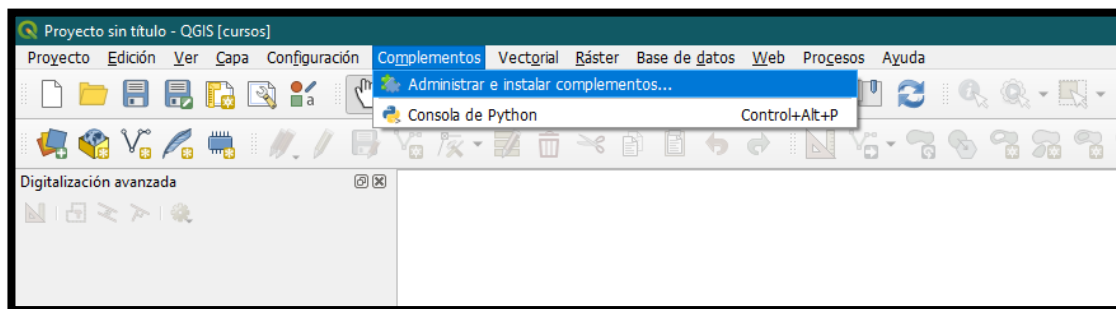 Proyecto sin título - QGIS [cursos]
Proyecto Edición Ver Capa Configuración Complementos Vectorial Ráster Base de datos Web Procesos Ayuda
Administrar e instalar complementos...
a
Consola de Python Control+Alt+P
Digitalización avanzada